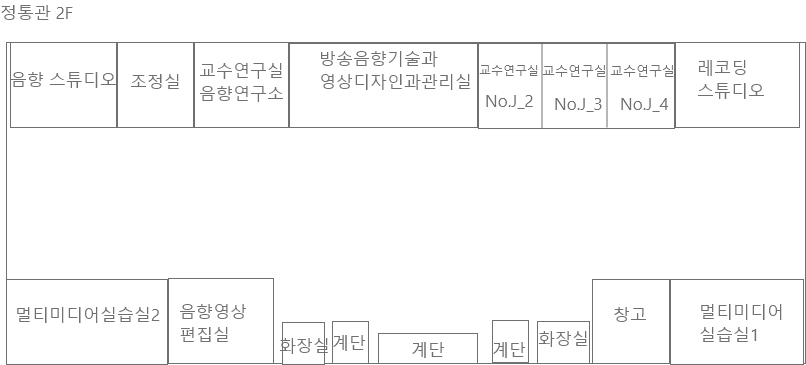 정통관 2F
음향 스튜디오
조정실
교수연구실
음향연구소
방송음향기술과
영상디자인과관리실
교수연구실
No.J_2
교수연구실
No.J_3
교수연구실
No.J_4
레코딩
스튜디오
멀티미디어실습실2
음향영상
편집실
화장실
계단
계단
계단
화장실
창고
멀티미디어
실습실1